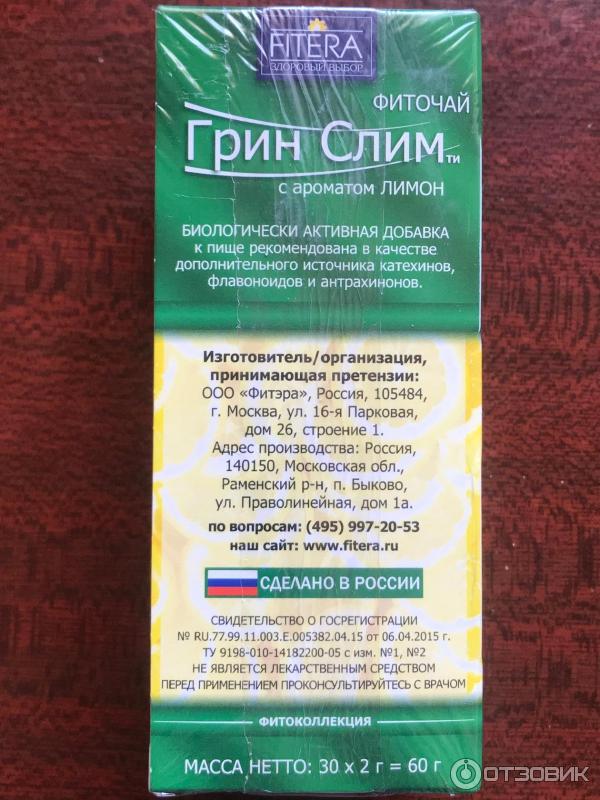 FITERA
ЗДОРОВЫЙ ВЫБОР
ФИТОЧАЙ
Грин Слим ти
с ароматом ЛИМОН
БИОЛОГИЧЕСКИ АКТИВНАЯ ДОБАВКА
к пище рекомендована в качестве
дополнительного источника катехинов,
флавоноидов и антрахинонов.
Изготовитель/организация,
принимающая претензии:
ООО «Фитэра», Россия, 105484,
г. Москва, ул. 16-я Парковая,
дом 26, строение 1.
Адрес производства: Россия,
140150, Московская обл.,
Раменский р-н, п. Быково,
ул. Праволинейная, дом 1а.
по вопросам: (495) 997-20-53
наш сайт: www.fitera.ru
СДЕЛАНО В РОССИИ
СВИДЕТЕЛЬСТВО О ГОСРЕГИСТРАЦИИ
№ RU.77.99.11.003.Е.005382.04.15 от 06.04.2015 г.
ТУ 9198-010-14182200-05 с изм. №1, №2
НЕ ЯВЛЯЕТСЯ ЛЕКАРСТВЕННЫМ СРЕДСТВОМ
ПЕРЕД ПРИМЕНЕНИЕМ ПРОКОНСУЛЬТИРУЙТЕСЬ С ВРАЧОМ
ФИТОКОЛЛЕКЦИЯ
МАССА НЕТТО: 30 х 2 г = 60 г
ОТЗОВИК